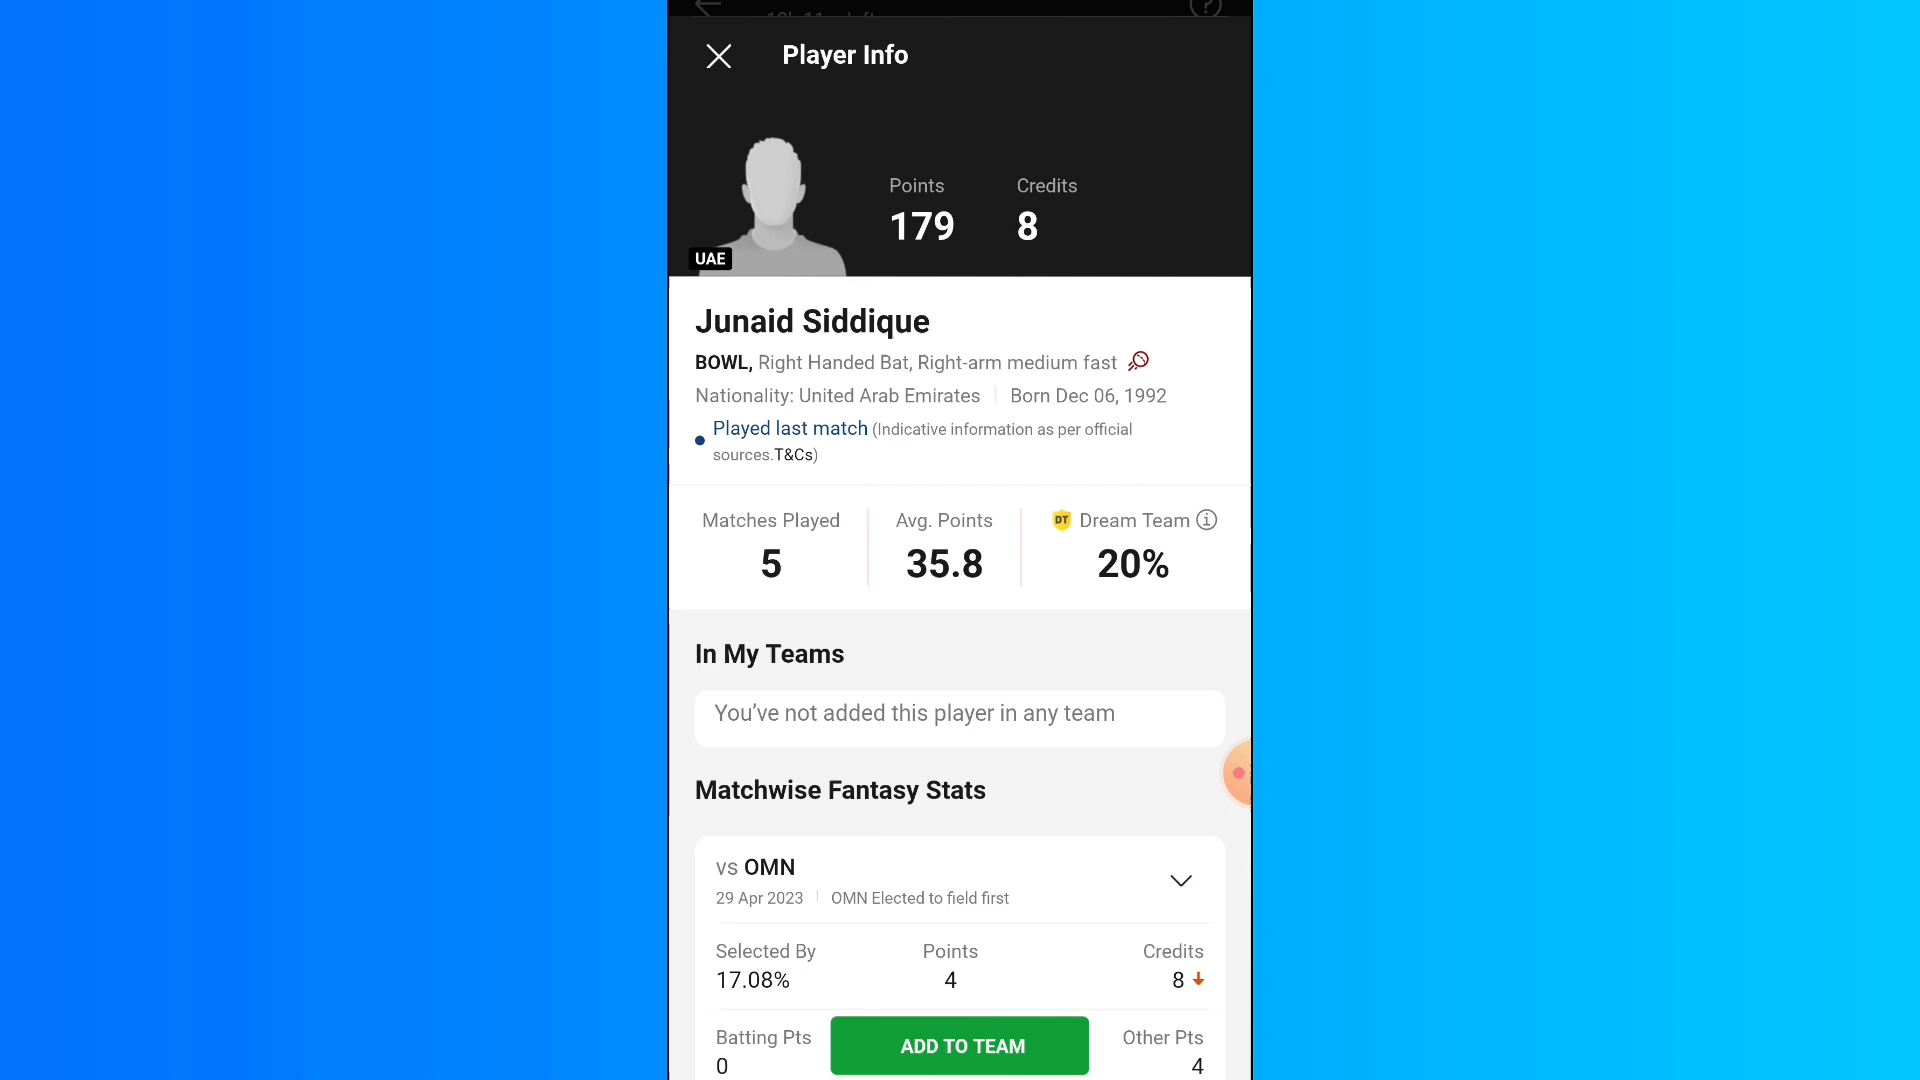 Player Info
Points Credits
179 8
UAE
Junaid Siddique
BOWL, Right Handed Bat, Right-arm medium fast
Nationality: United Arab Emirates Born Dec 06, 1992
Played last match (Indicative information as per official
sources.T&Cs)
Matches Played Avg. Points DT Dream Team
5 35.8 20%
In My Teams
You’ve not added this player in any team
Matchwise Fantasy Stats
vs OMN
29 Apr 2023 OMN Elected to field first
Selected By Points Credits
17.08% 4 8
Batting Pts ADD TO TEAM Other Pts
0 4